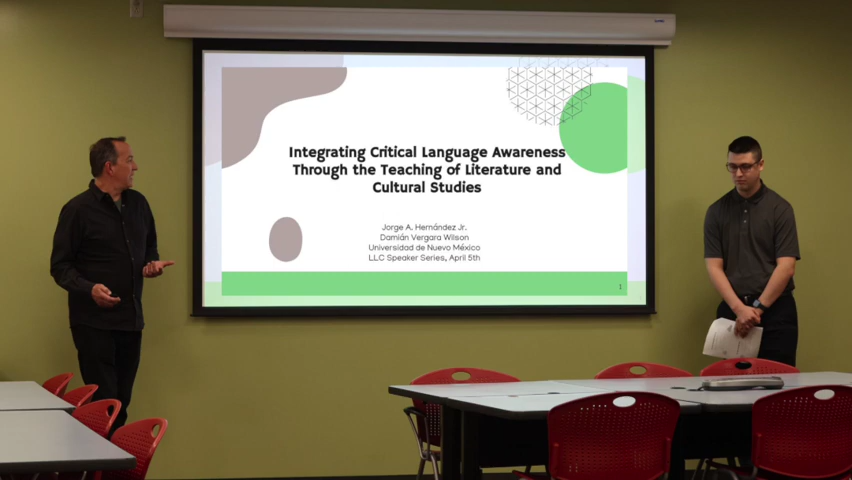 Integrating Critical Language Awareness
Through the Teaching of Literature and
Cultural Studies
Jorge A. Hernández Jr.
Damián Vergara Wilson
Universidad de Nuevo México
LLC Speaker Series, April 5th
1